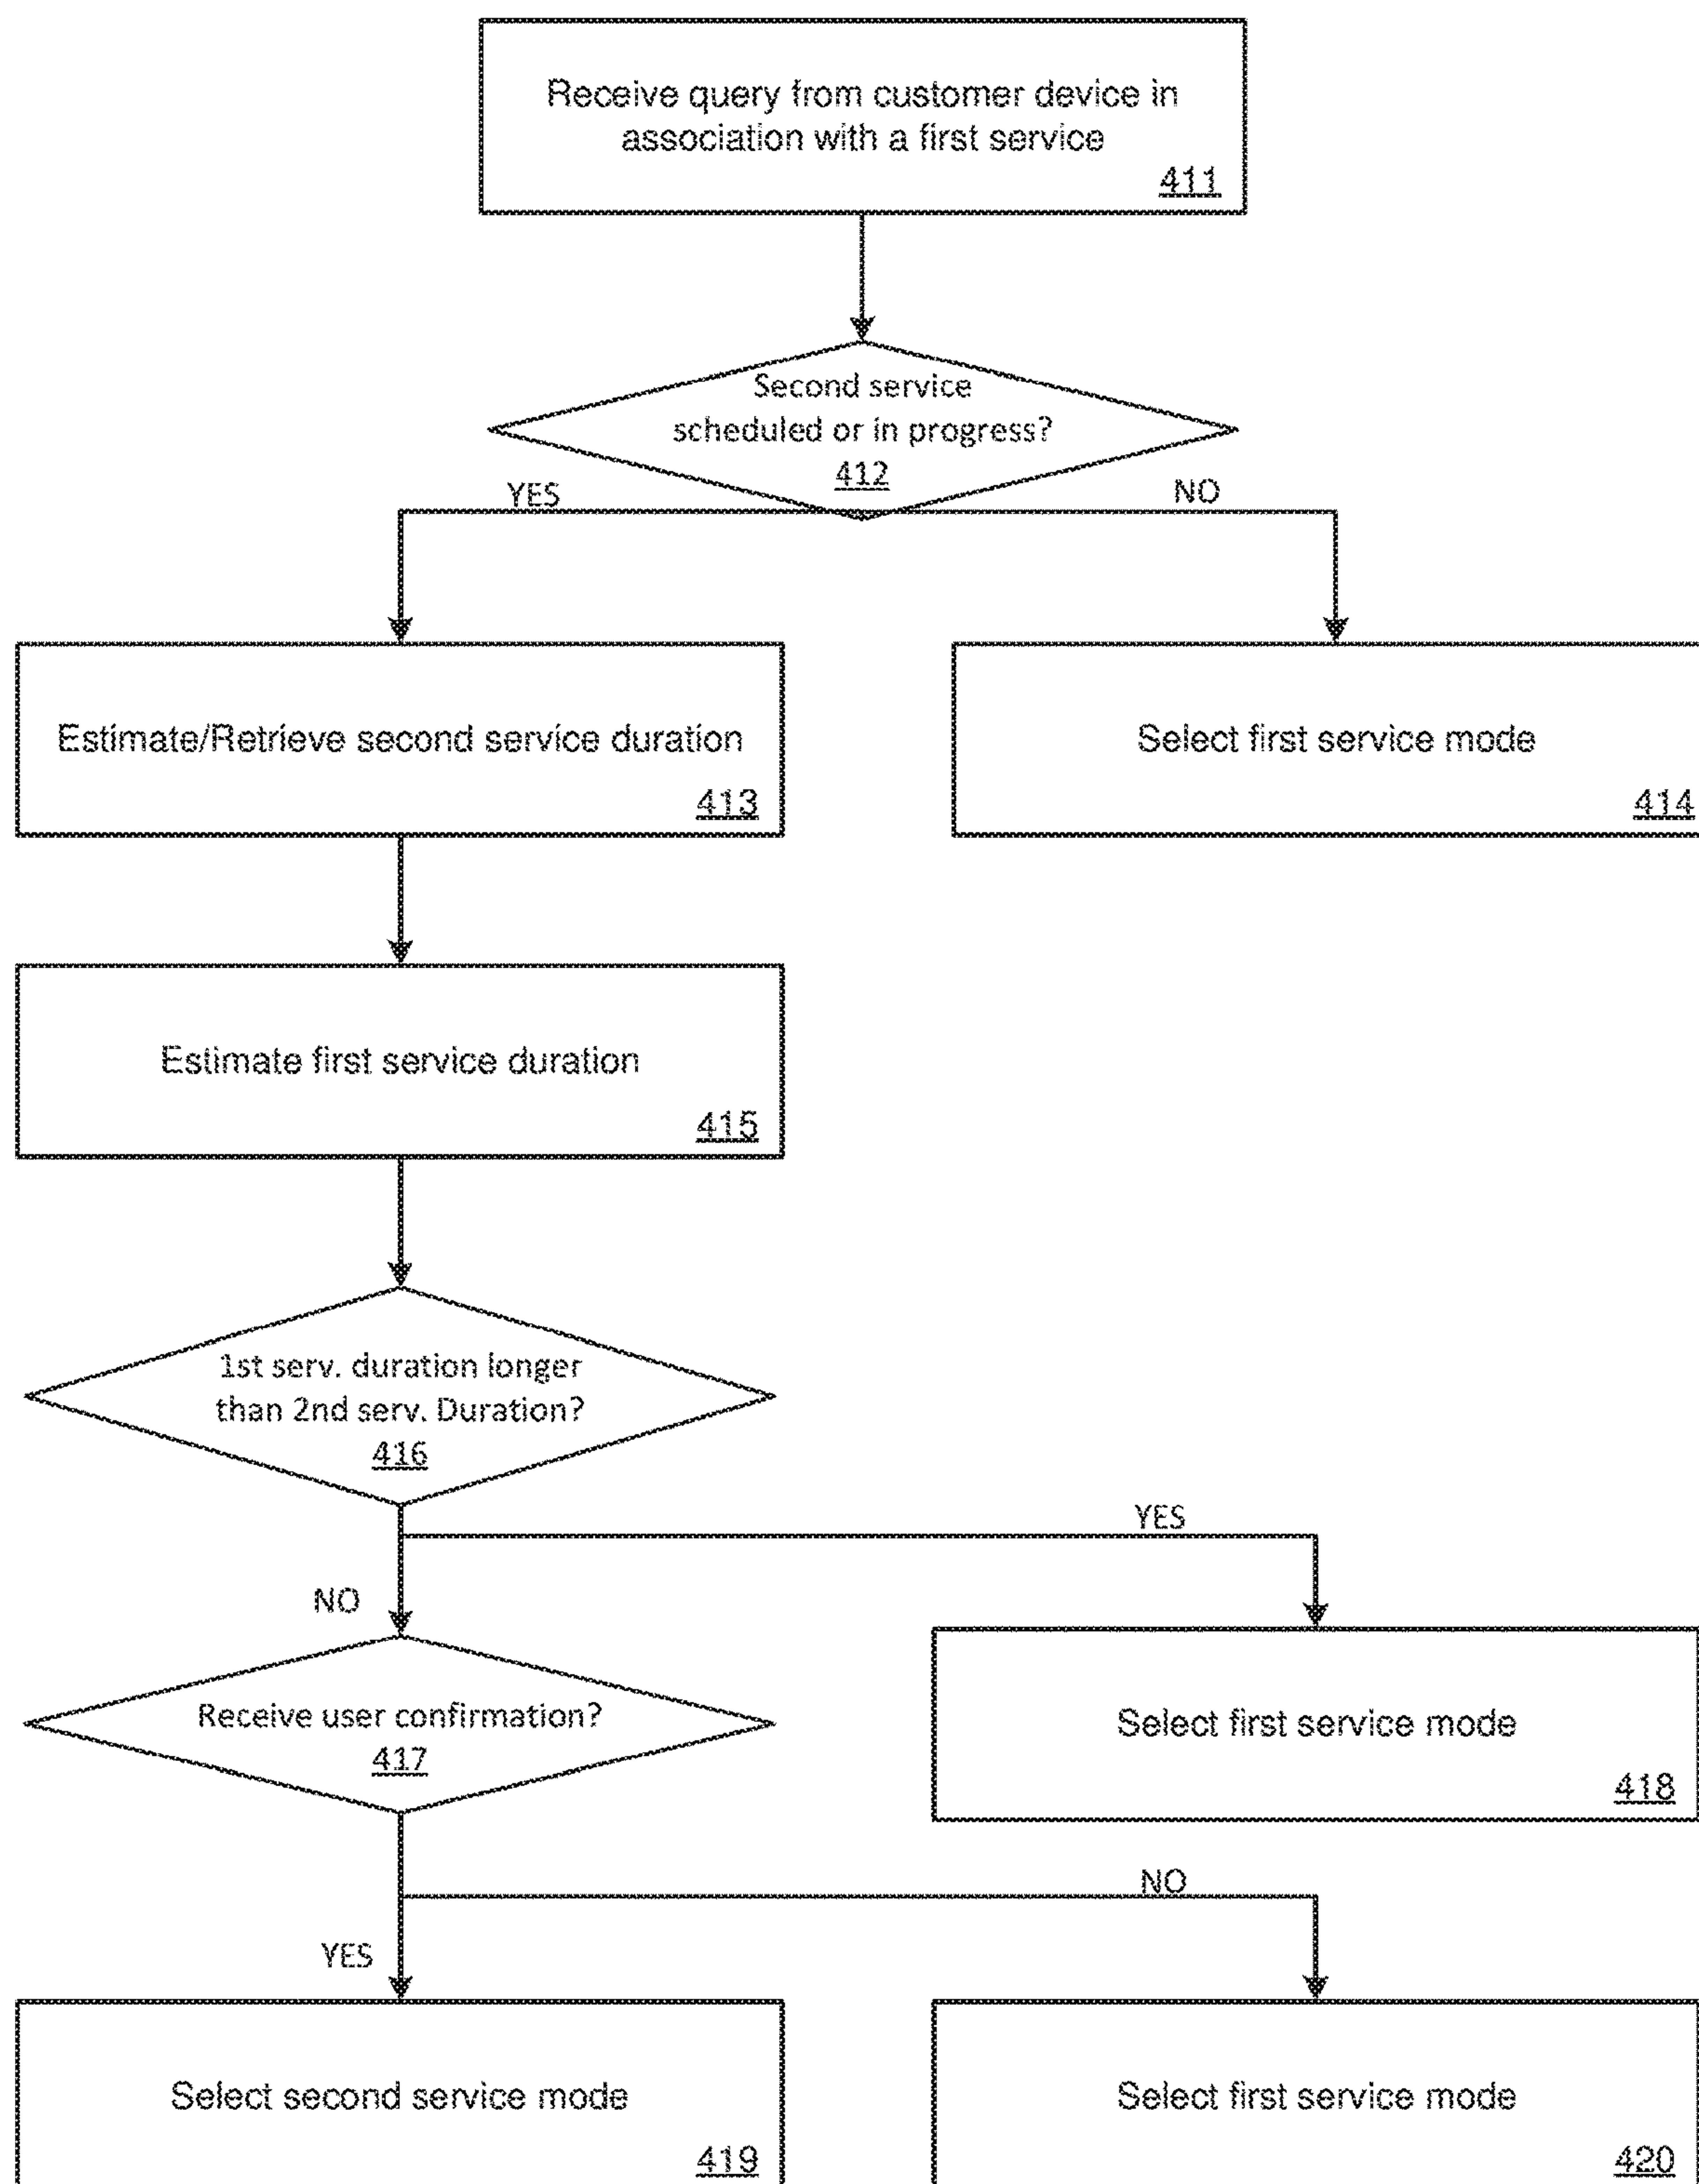 Receive query from customer device in
association with a first service
411
Second service
scheduled or in progress?
412
YES
NO
Estimate/Retrieve second service duration
413
Select first service mode
414
Estimate first service duration
415
1st serv. duration longer
than 2nd serv. Duration?
416
YES
NO
Receive user confirmation?
417
Select first service mode
418
NO
YES
Select second service mode
419
Select first service mode
420